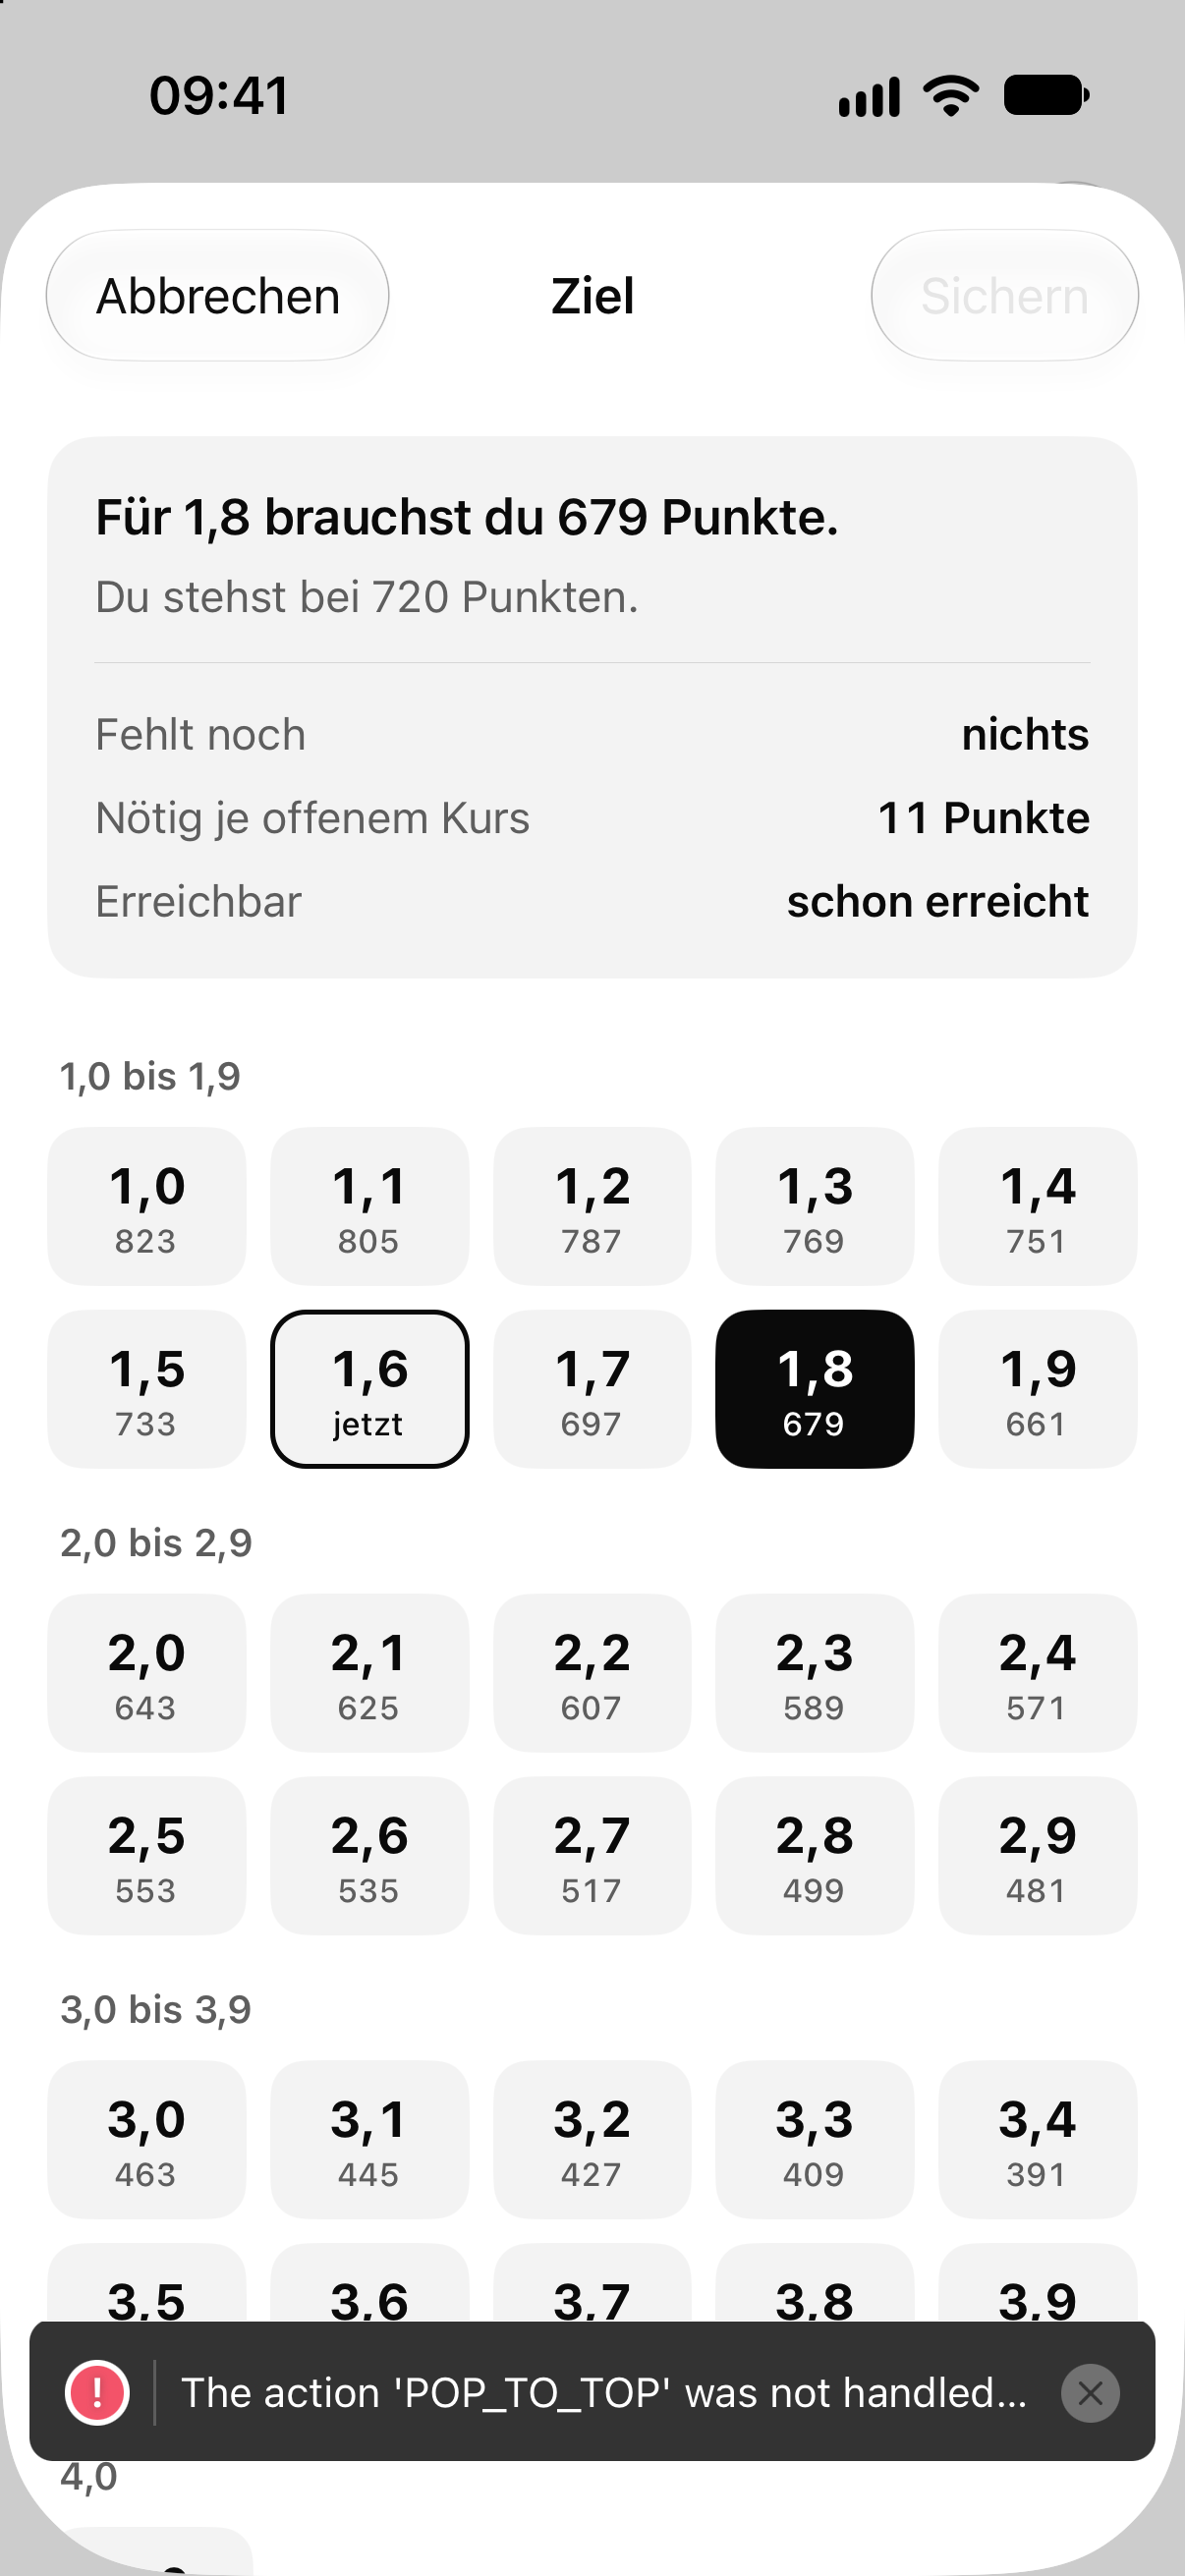 09:41
Abbrechen
Ziel
Sichern
Für 1,8 brauchst du 679 Punkte.
Du stehst bei 720 Punkten.
Fehlt noch nichts
Nötig je offenem Kurs 11 Punkte
Erreichbar schon erreicht
1,0 bis 1,9
1,0 1,1 1,2 1,3 1,4
823 805 787 769 751
1,5 1,6 1,7 1,8 1,9
733 jetzt 697 679 661
2,0 bis 2,9
2,0 2,1 2,2 2,3 2,4
643 625 607 589 571
2,5 2,6 2,7 2,8 2,9
553 535 517 499 481
3,0 bis 3,9
3,0 3,1 3,2 3,3 3,4
463 445 427 409 391
3,5 3,6 3,7 3,8 3,9
The action 'POP_TO_TOP' was not handled...
4,0